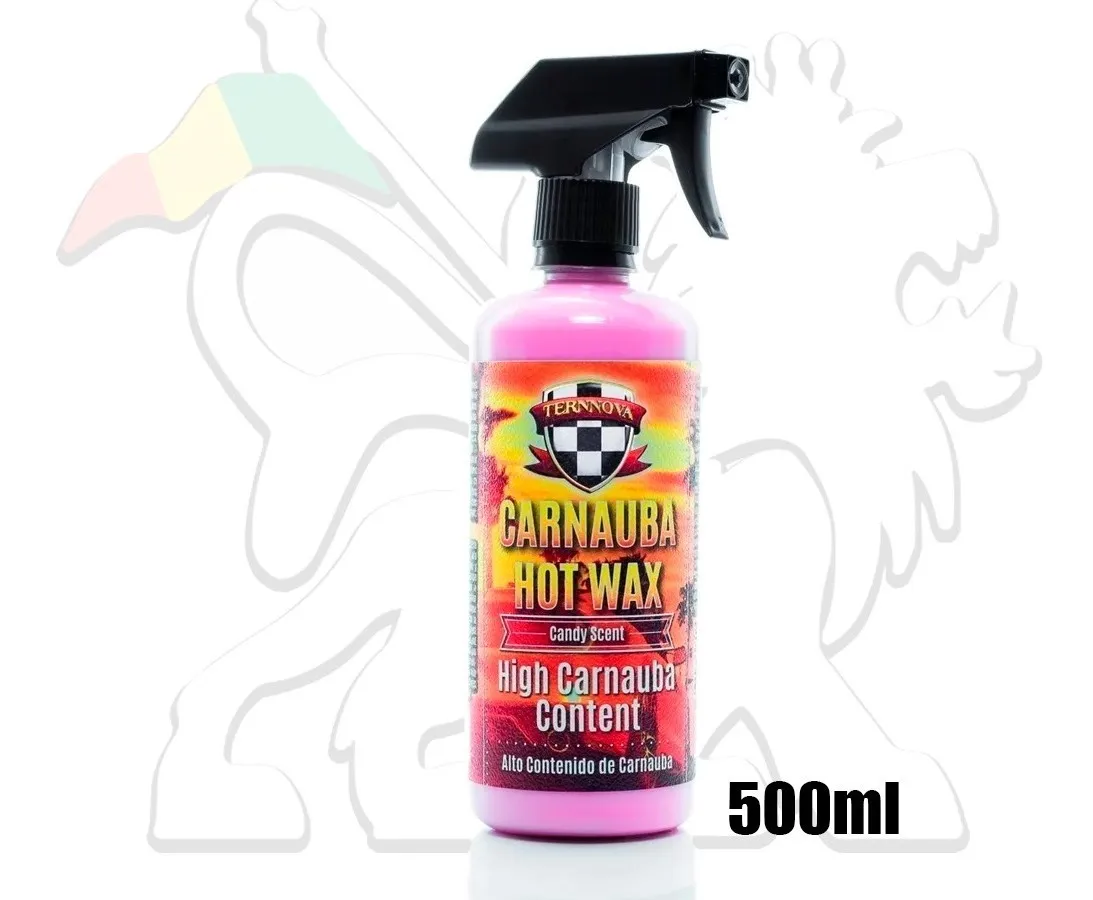 TERNNOVA
CARNAUBA
HOT WAX
Candy Scent
High Carnauba
Content
Alto Contenido de Carnauba
500ml